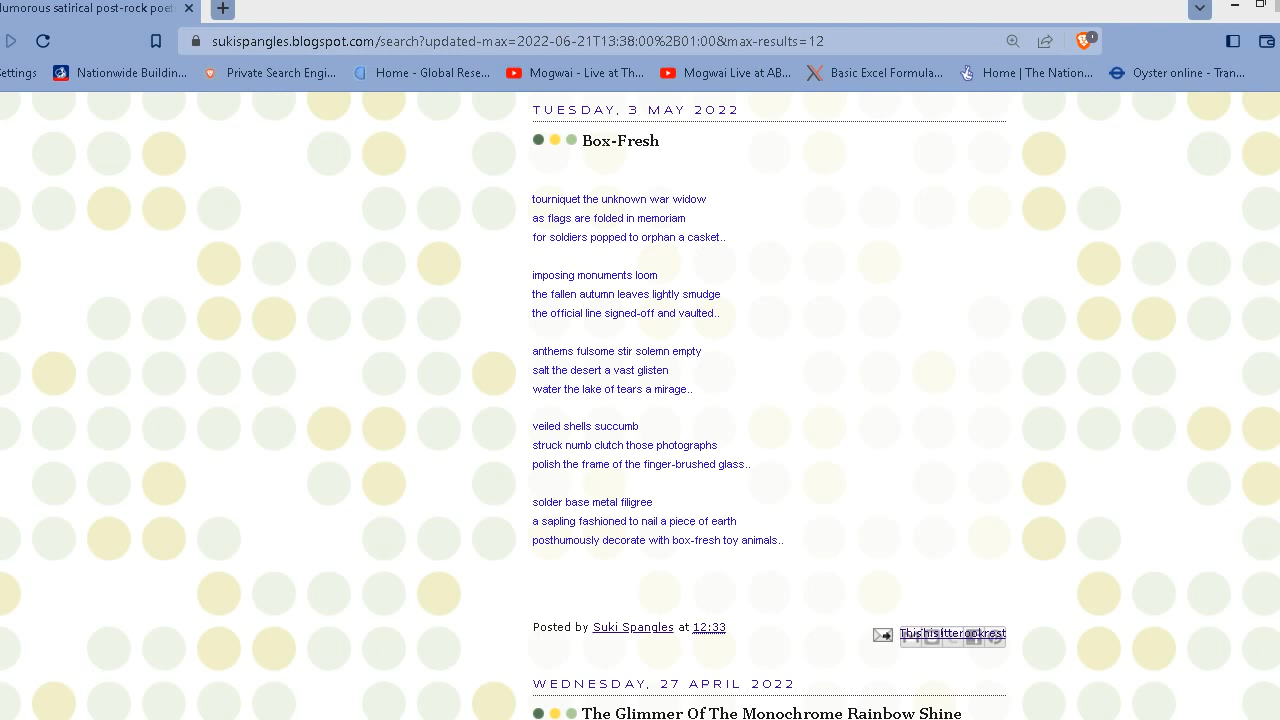 lumorous satirical post-rock poet
sukispangles.blogspot.com/search?updated-max=2022-06-21T13:38:00%2B01:00&max-results=12
Settings
Nationwide Buildin...
Private Search Engi...
Home - Global Rese...
Mogwai - Live at Th...
Mogwai Live @ AB...
Basic Excel Formula...
Home | The Nation...
Oyster online - Tran...
TUESDAY, 3 MAY 2022
Box-Fresh
tourniquet the unknown war widow
as flags are folded in memoriam
for soldiers popped to orphan a casket..
imposing monuments loom
the fallen autumn leaves lightly smudge
the official line signed-off and vaulted..
anthems fulsome stir solemn empty
salt the desert a vast glisten
water the lake of tears a mirage..
veiled shells succumb
struck numb clutch those photographs
polish the frame of the finger-brushed glass..
solder base metal filigree
a sapling fashioned to nail a piece of earth
posthumously decorate with box-fresh toy animals..
Posted by Suki Spangles at 12:33
WEDNESDAY, 27 APRIL 2022
The Glimmer Of The Monochrome Rainbow Shine